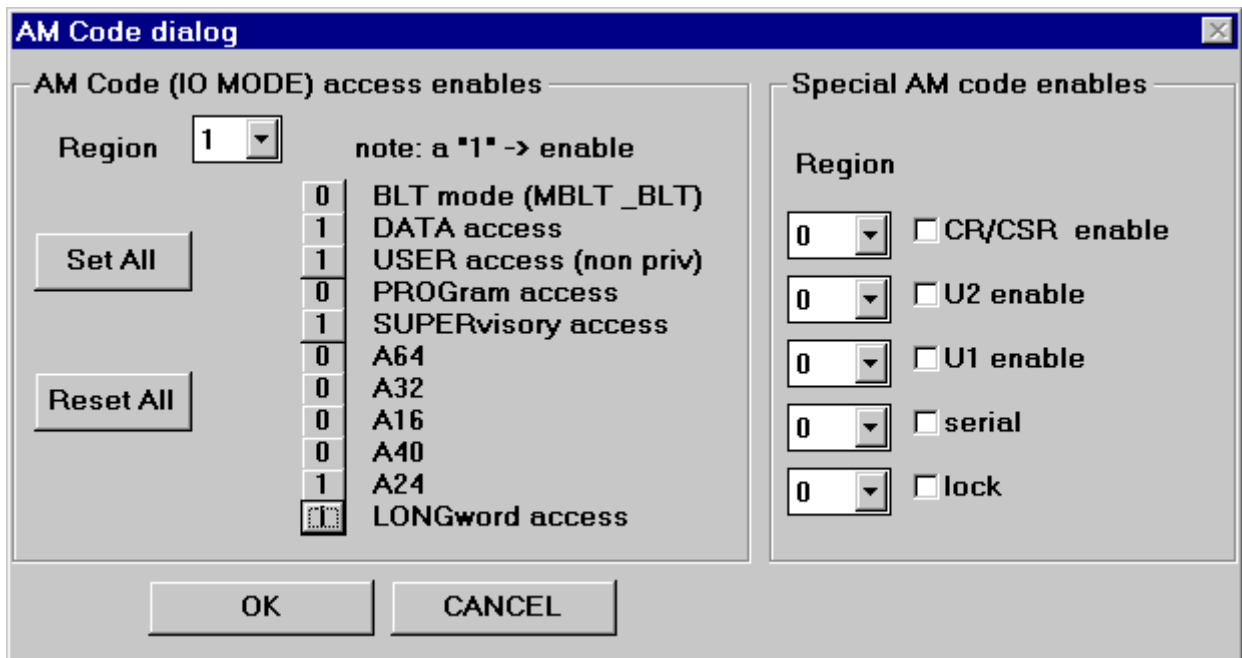 AM Code dialog
AM Code (IO MODE) access enables
Region 1 note: a "1" -> enable
0 BLT mode (MBLT _BLT)
1 DATA access
Set All
1 USER access (non priv)
0 PROGram access
1 SUPERvisory access
0 A64
0 A32
Reset All
0 A16
0 A40
1 A24
1 LONGword access
Special AM code enables
Region
0 CR/CSR enable
0 U2 enable
0 U1 enable
0 serial
0 lock
OK CANCEL